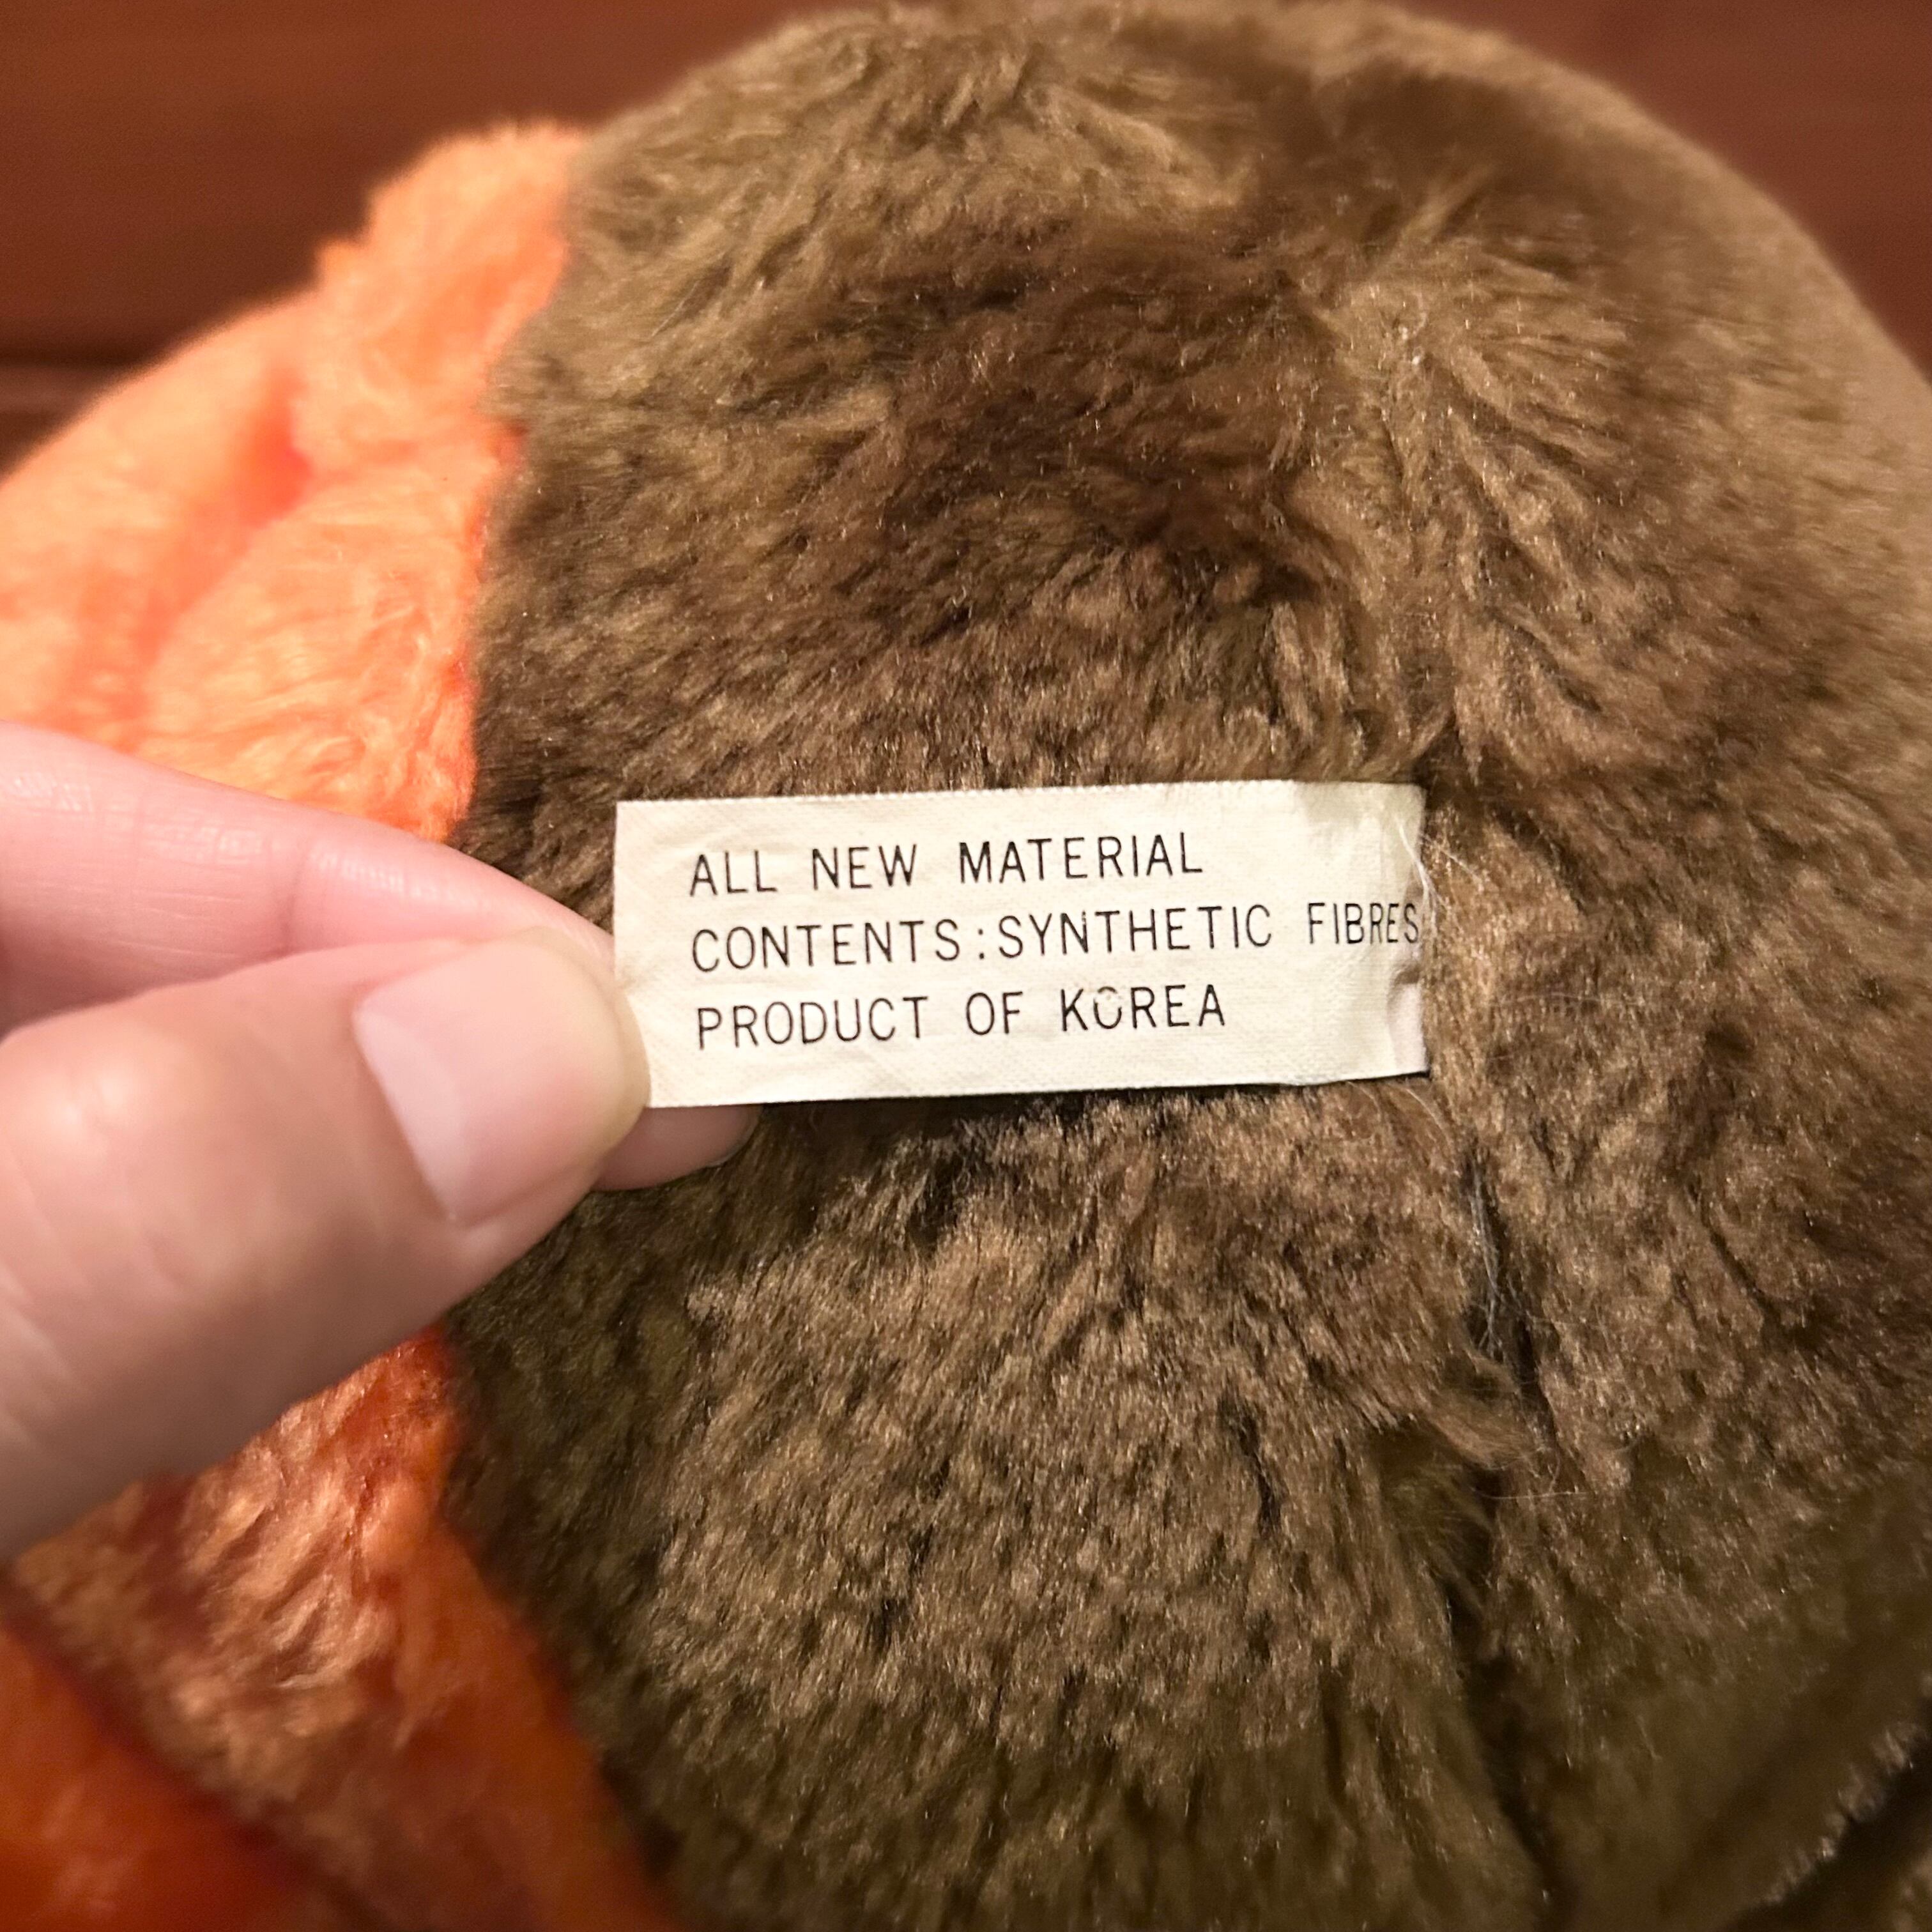 ALL NEW MATERIAL
CONTENTS:SYNTHETIC FIBRES
PRODUCT OF KOREA